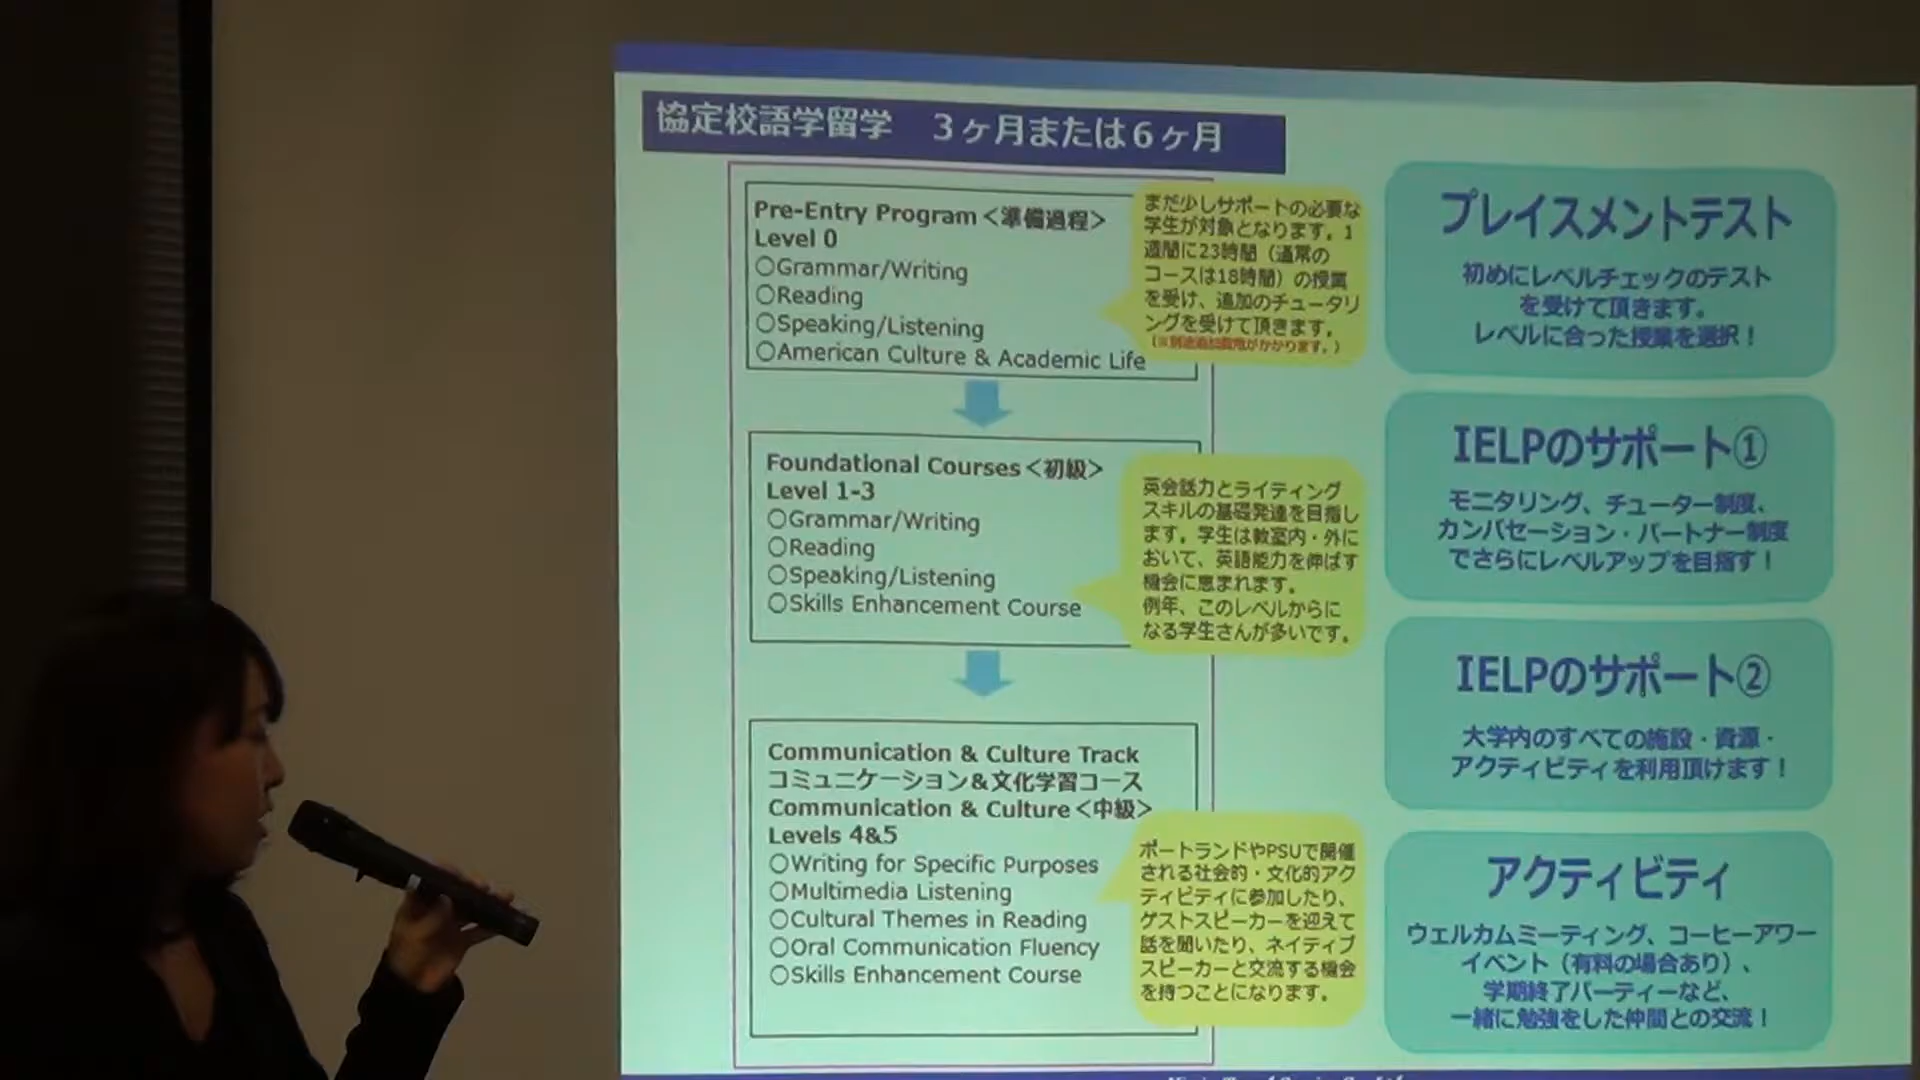 協定校語学留学 3ヶ月または6ヶ月
Pre-Entry Program<準備過程>
Level 0
○Grammar/Writing
○Reading
○Speaking/Listening
○American Culture & Academic Life
まだ少しサポートの必要な
学生が対象となります。1
週間に23時間(通常の
コースは18時間)の授業
を受け、追加のチュータリ
ングを受けて頂きます。
(※別途追加費用がかかります。)
Foundational Courses<初級>
Level 1-3
○Grammar/Writing
○Reading
○Speaking/Listening
○Skills Enhancement Course
英会話力とライティング
スキルの基礎発達を目指し
ます。学生は教室内・外に
おいて、英語能力を伸ばす
機会に恵まれます。
例年、このレベルからに
なる学生さんが多いです。
Communication & Culture Track
コミュニケーション&文化学習コース
Communication & Culture<中級>
Levels 4&5
○Writing for Specific Purposes
○Multimedia Listening
○Cultural Themes in Reading
○Oral Communication Fluency
○Skills Enhancement Course
ポートランドやPSUで開催
される社会的・文化的アク
ティビティに参加したり、
ゲストスピーカーを迎えて
話を聞いたり、ネイティブ
スピーカーと交流する機会
を持つことになります。
プレイスメントテスト
初めにレベルチェックのテスト
を受けて頂きます。
レベルに合った授業を選択!
IELPのサポート①
モニタリング、チューター制度、
カンバセーション・パートナー制度
でさらにレベルアップを目指す!
IELPのサポート②
大学内のすべての施設・資源・
アクティビティを利用頂けます!
アクティビティ
ウェルカムミーティング、コーヒーアワー
イベント(有料の場合あり)、
学期終了パーティーなど、
一緒に勉強をした仲間との交流!